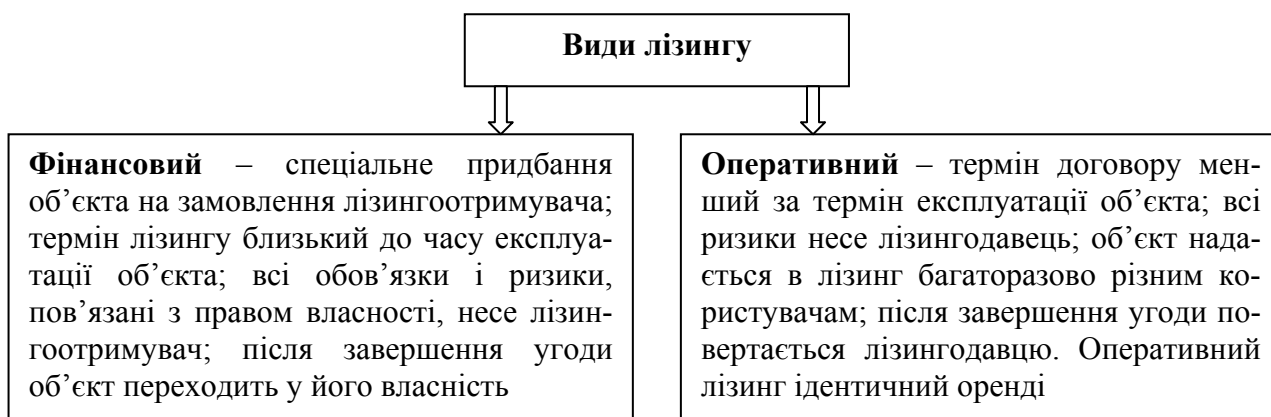 Види лізингу
Фінансовий – спеціальне придбання
об’єкта на замовлення лізингоотримувача;
термін лізингу близький до часу експлуа-
тації об’єкта; всі обов’язки і ризики,
пов’язані з правом власності, несе лізин-
гоотримувач; після завершення угоди
об’єкт переходить у його власність
Оперативний – термін договору мен-
ший за термін експлуатації об’єкта; всі
ризики несе лізингодавець; об’єкт нада-
ється в лізинг багаторазово різним ко-
ристувачам; після завершення угоди по-
вертається лізингодавцю. Оперативний
лізинг ідентичний оренді